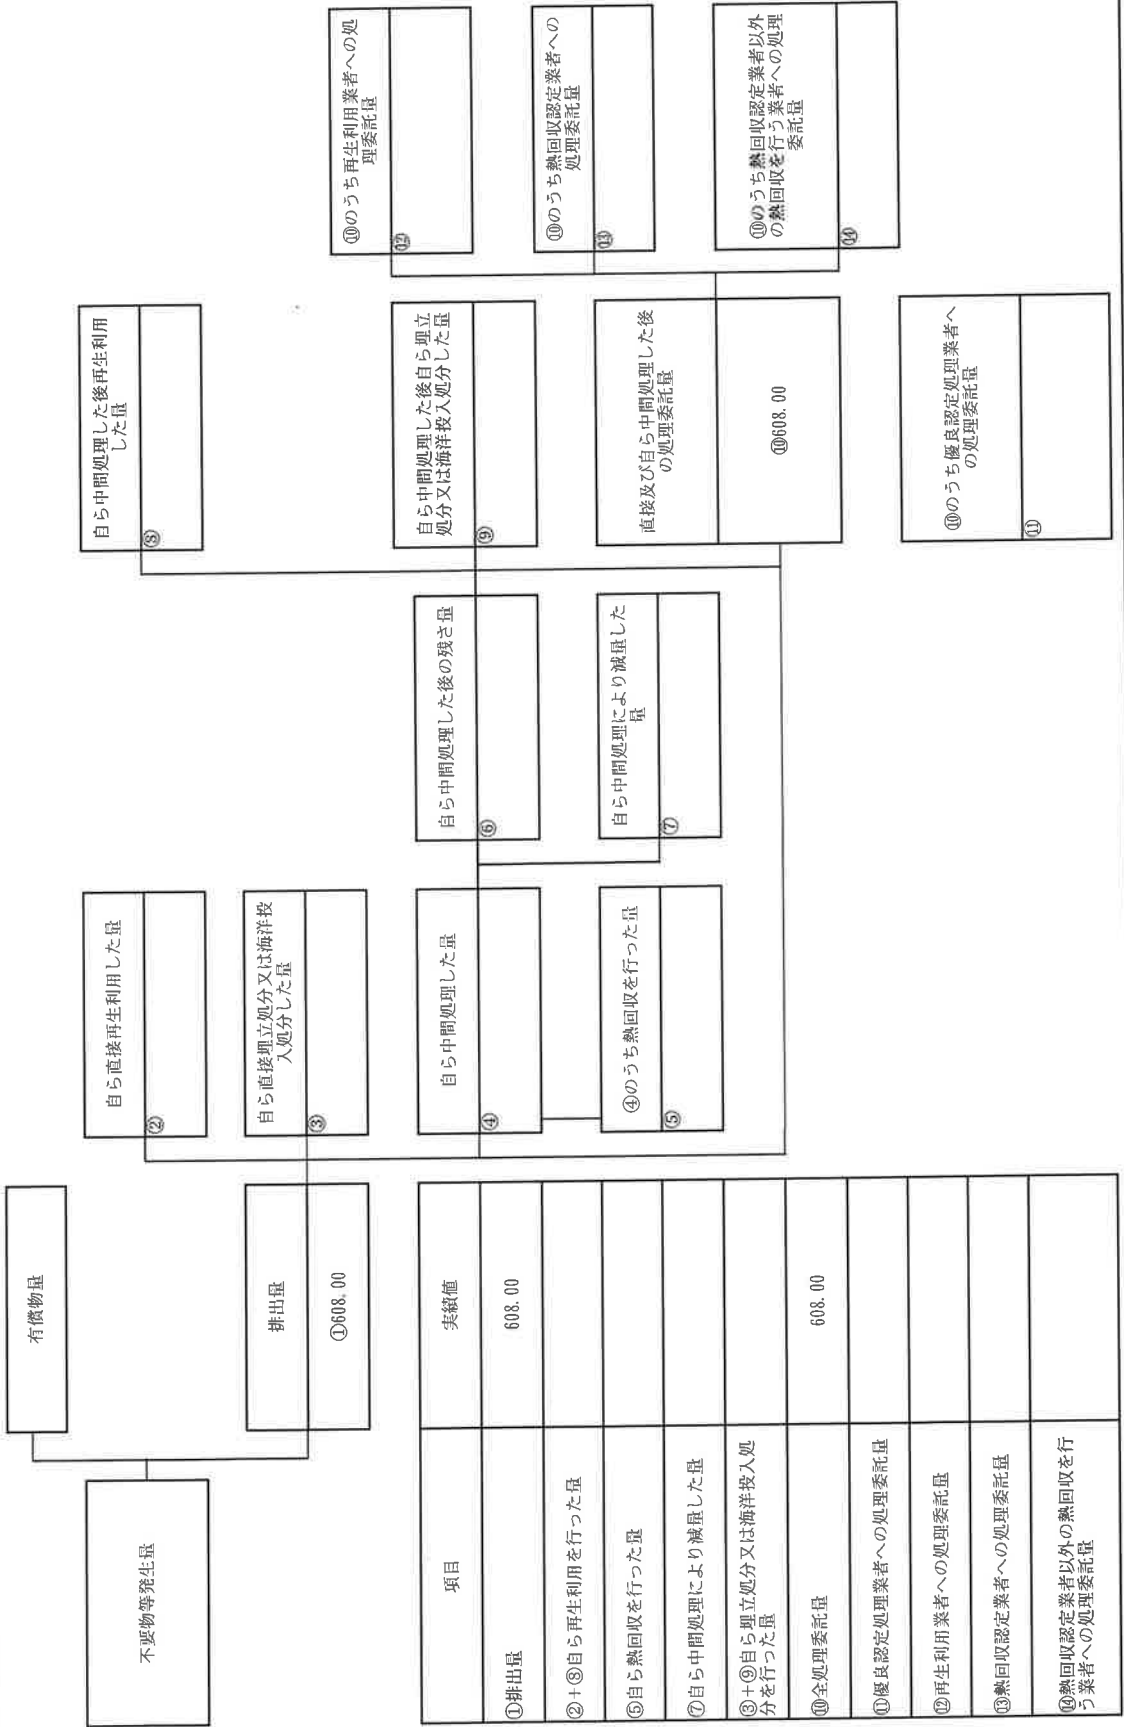 不要物等発生量
有償物量
排出量
①608.00
自ら直接再生利用した量
②
自ら直接埋立処分又は海洋投
入処分した量
③
自ら中間処理した量
④
④のうち熱回収を行った量
⑤
自ら中間処理した後の残さ量
⑥
自ら中間処理により減量した
量
⑦
自ら中間処理した後再生利用
した量
⑧
自ら中間処理した後自ら埋立
処分又は海洋投入処分した量
⑨
直接及び自ら中間処理した後
の処理委託量
⑩608.00
⑩のうち優良認定処理業者へ
の処理委託量
⑪
⑩のうち再生利用業者への処
理委託量
⑫
⑩のうち熱回収認定業者への
処理委託量
⑬
⑩のうち熱回収認定業者以外
の熱回収を行う業者への処理
委託量
⑭
項目
実績値
①排出量
608.00
②＋⑧自ら再生利用を行った量
⑤自ら熱回収を行った量
⑦自ら中間処理により減量した量
③＋⑨自ら埋立処分又は海洋投入処
分を行った量
⑩全処理委託量
608.00
⑪優良認定処理業者への処理委託量
⑫再生利用業者への処理委託量
⑬熱回収認定業者への処理委託量
⑭熱回収認定業者以外の熱回収を行
う業者への処理委託量